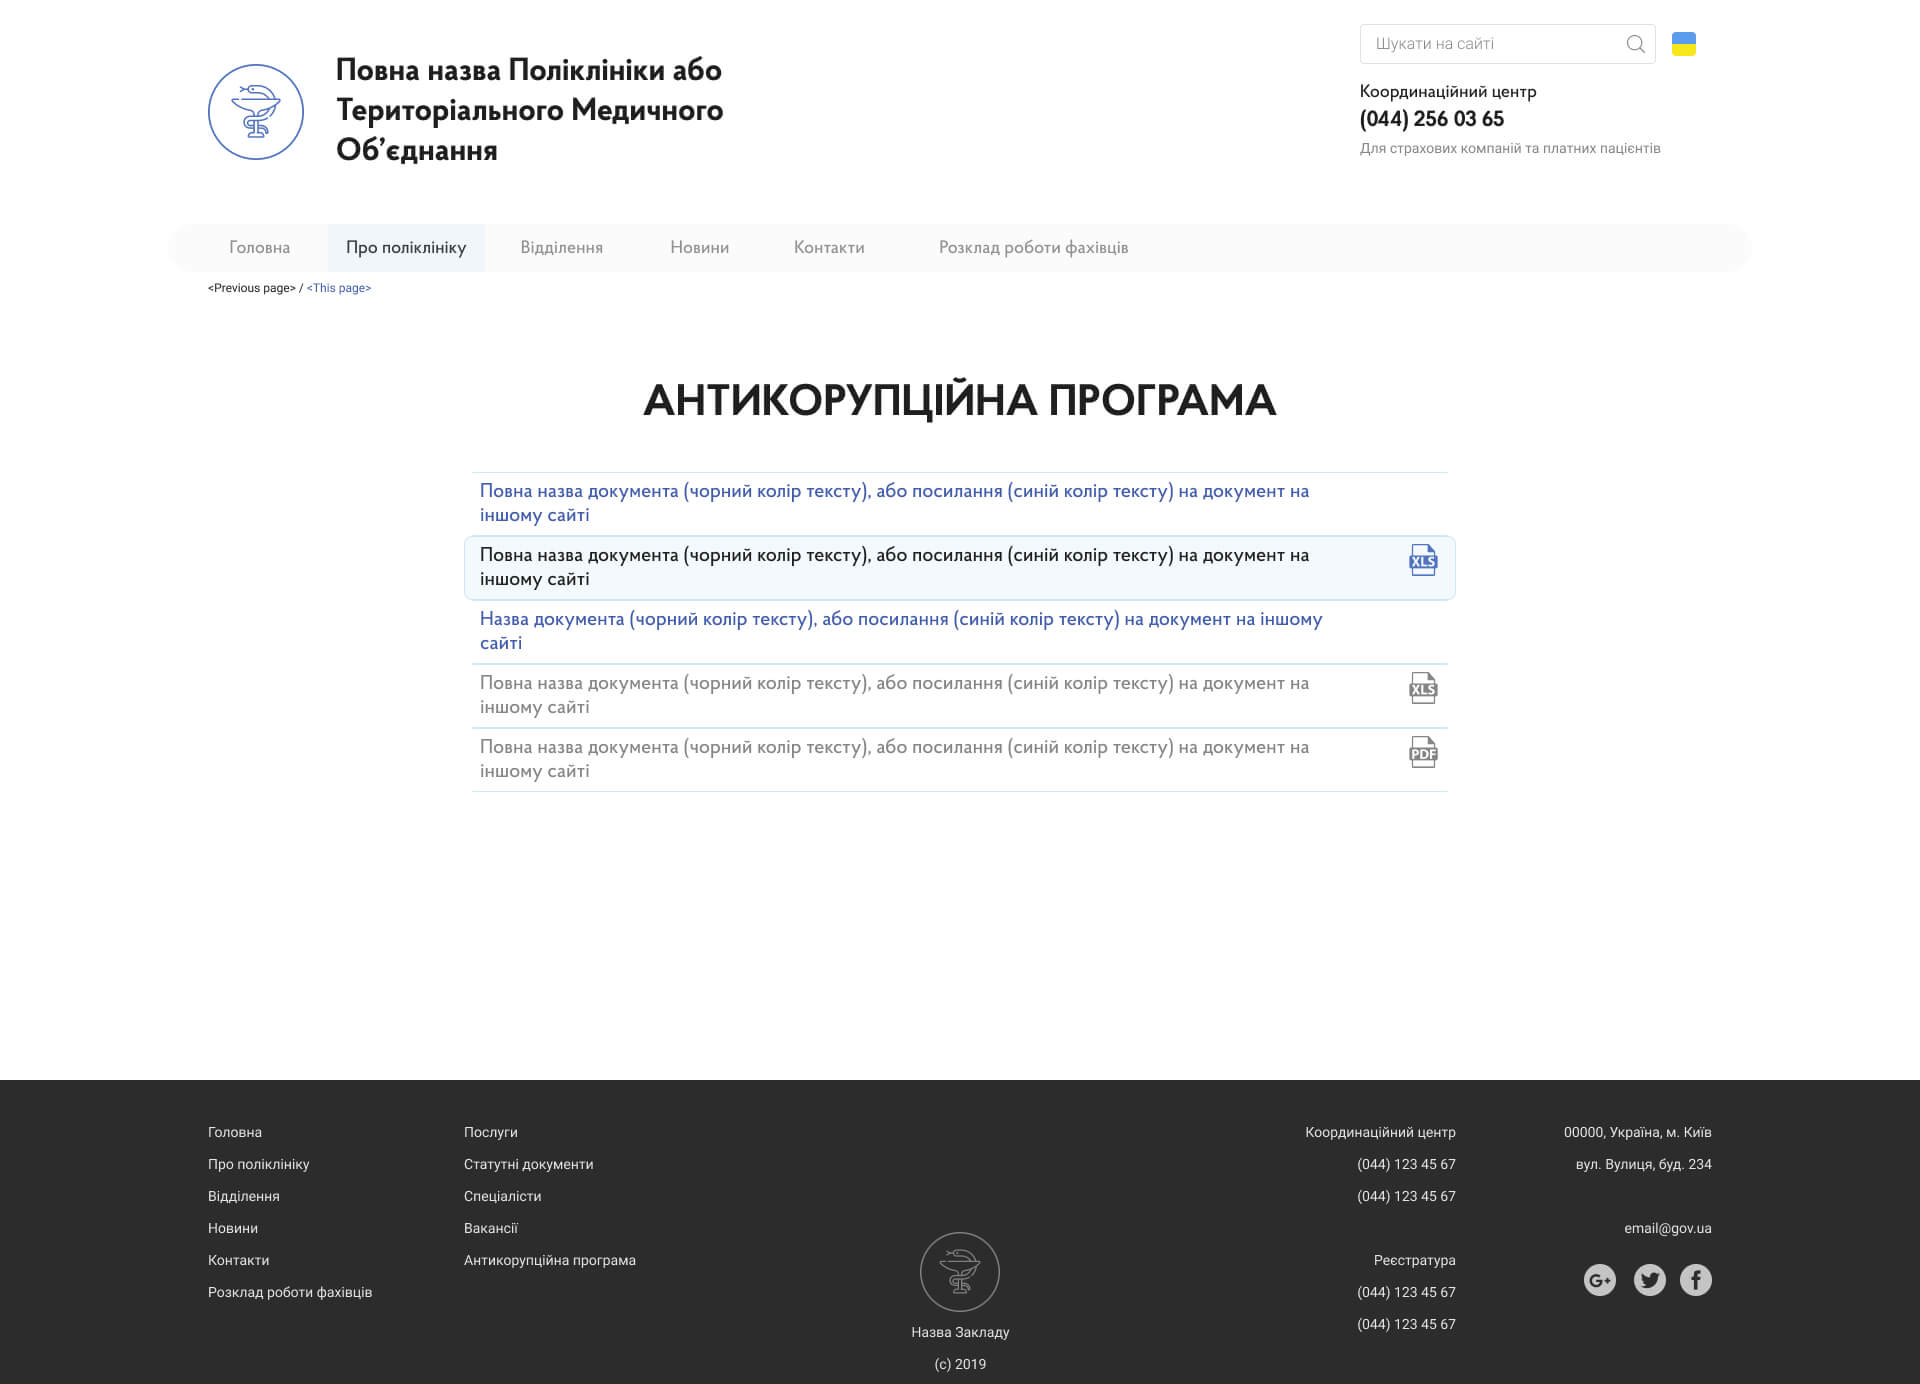 Повна назва Поліклініки або
Територіального Медичного
Об’єднання
Шукати на сайті
Координаційний центр
(044) 256 03 65
Для страхових компаній та платних пацієнтів
Головна
Про поліклініку
Відділення
Новини
Контакти
Розклад роботи фахівців
<Previous page> / <This page>
АНТИКОРУПЦІЙНА ПРОГРАМА
Повна назва документа (чорний колір тексту), або посилання (синій колір тексту) на документ на
іншому сайті
Повна назва документа (чорний колір тексту), або посилання (синій колір тексту) на документ на
іншому сайті
XLS
Назва документа (чорний колір тексту), або посилання (синій колір тексту) на документ на іншому
сайті
Повна назва документа (чорний колір тексту), або посилання (синій колір тексту) на документ на
іншому сайті
XLS
Повна назва документа (чорний колір тексту), або посилання (синій колір тексту) на документ на
іншому сайті
PDF
Головна
Про поліклініку
Відділення
Новини
Контакти
Розклад роботи фахівців
Послуги
Статутні документи
Спеціалісти
Вакансії
Антикорупційна програма
Назва Закладу
(c) 2019
Координаційний центр
(044) 123 45 67
(044) 123 45 67
Реєстратура
(044) 123 45 67
(044) 123 45 67
00000, Україна, м. Київ
вул. Вулиця, буд. 234
email@gov.ua
G+
f